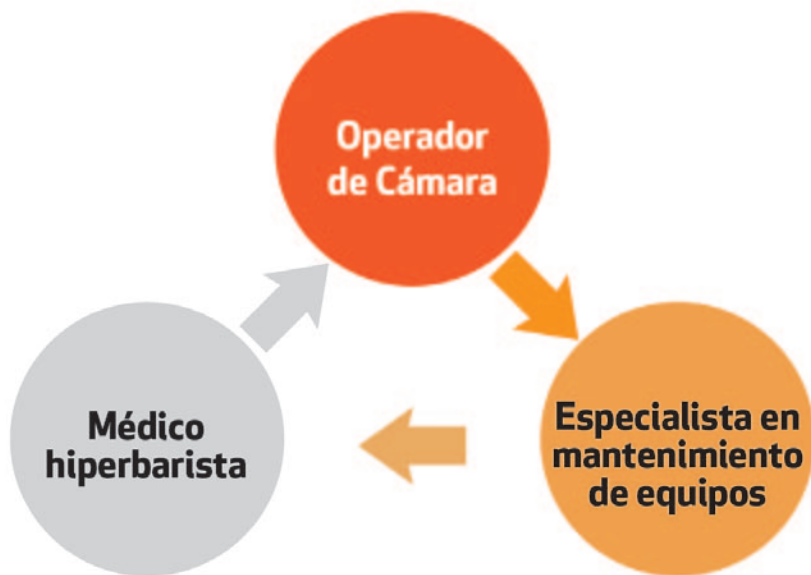 Operador
de Cámara
Médico
hiperbarista
Especialista en
mantenimiento
de equipos